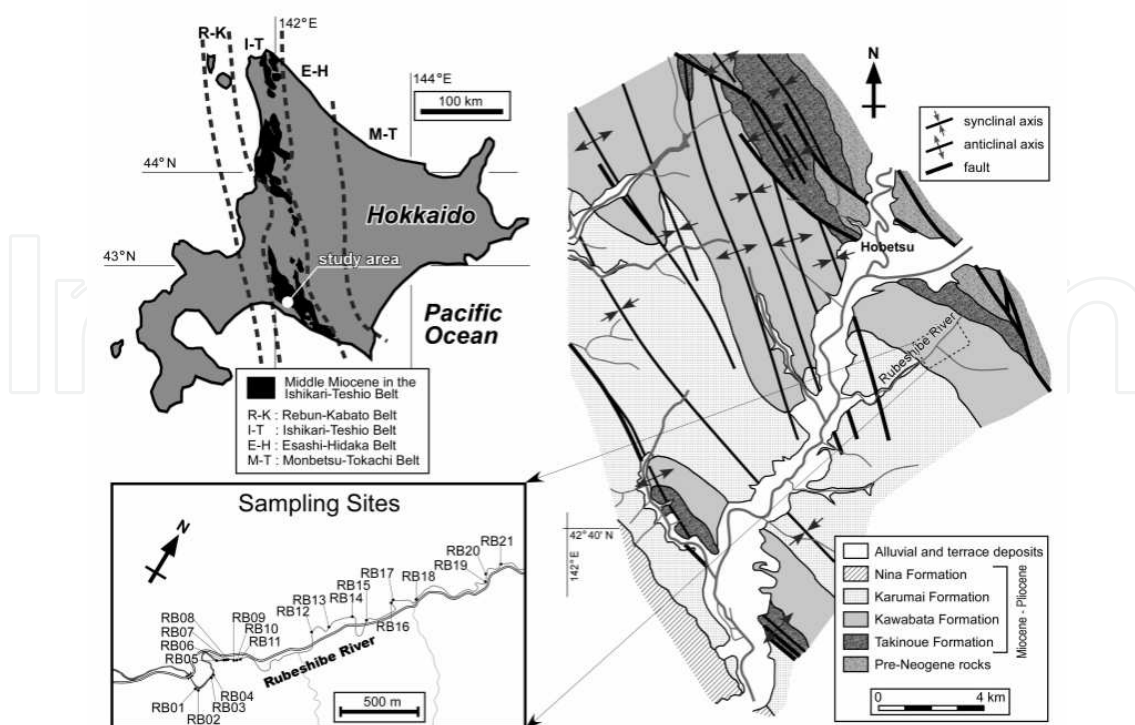 142°E
R-K
I-T
E-H
144°E
100 km
M-T
44°N
Hokkaido
43°N
study area
Pacific
Ocean
Middle Miocene in the
Ishikari-Teshio Belt
R-K : Rebun-Kabato Belt
I-T : Ishikari-Teshio Belt
E-H : Esashi-Hidaka Belt
M-T : Monbetsu-Tokachi Belt
N
synclinal axis
anticlinal axis
fault
Hobetsu
Rubeshibe River
42°40' N
142°E
Alluvial and terrace deposits
Nina Formation
Karumai Formation
Kawabata Formation
Takinoue Formation
Pre-Neogene rocks
Miocene - Pliocene
0 4 km
Sampling Sites
N
RB21
RB20
RB19
RB18
RB17
RB16
RB15
RB14
RB13
RB12
RB08
RB07
RB06
RB05
RB09
RB10
RB11
RB04
RB03
RB01
RB02
Rubeshibe River
500 m